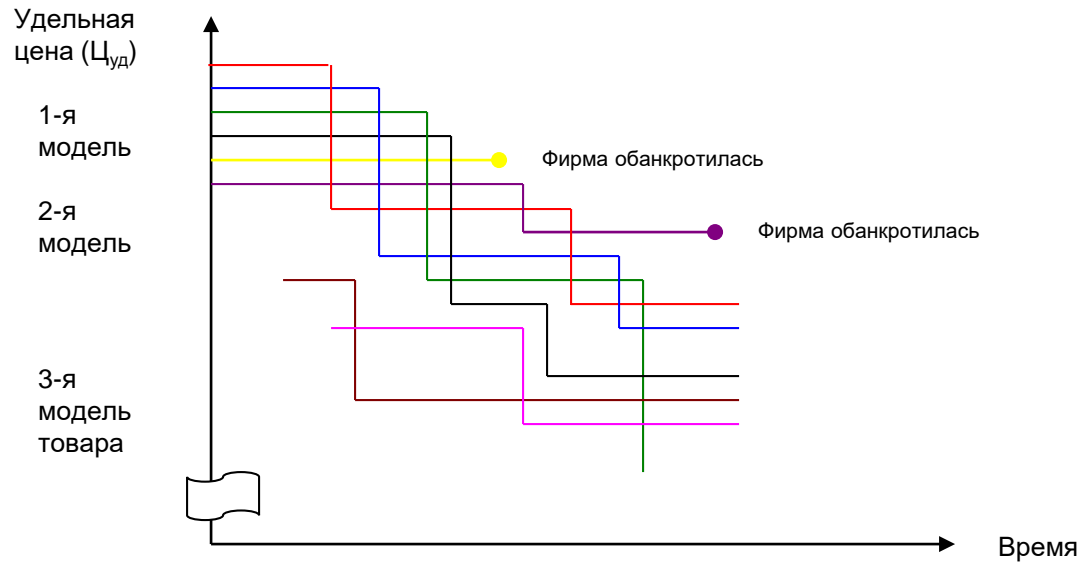 Удельная
цена (Цуд)
1-я
модель
Фирма обанкротилась
2-я
модель
Фирма обанкротилась
3-я
модель
товара
Время